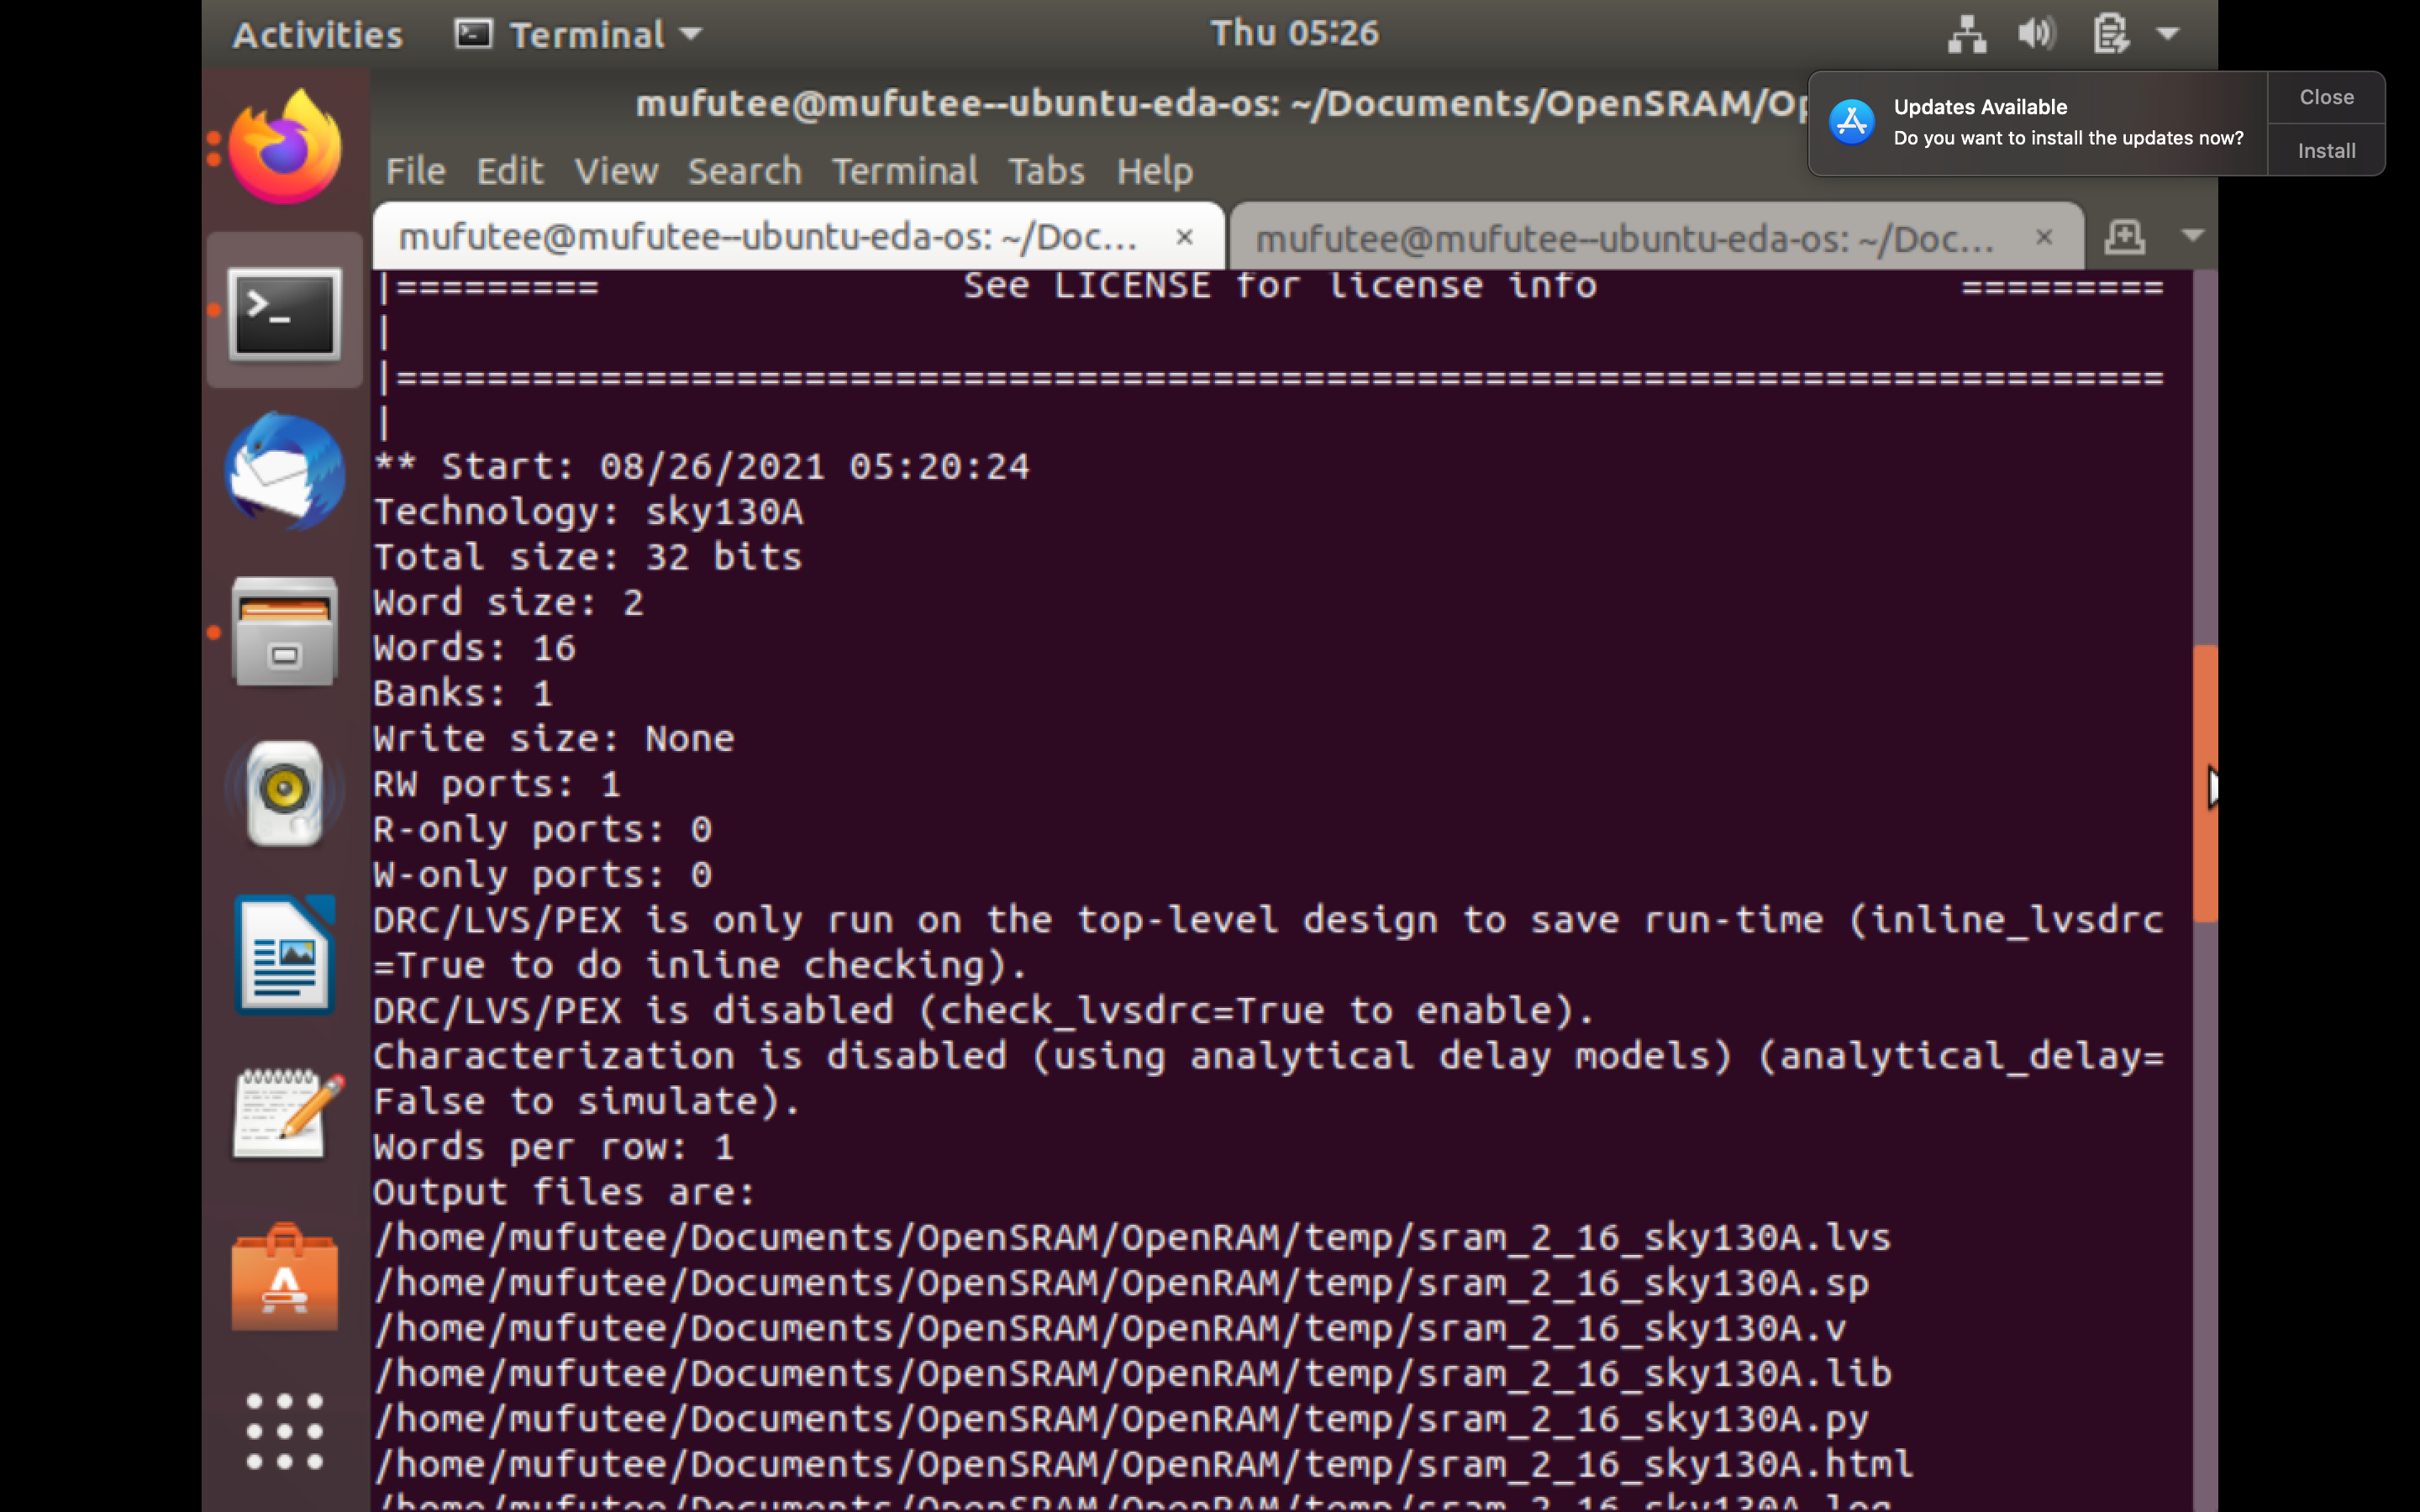 Activities Terminal Thu 05:26
mufutee@mufutee--ubuntu-eda-os: ~/Documents/OpenSRAM/Op
Updates Available
Do you want to install the updates now?
Close
Install
File Edit View Search Terminal Tabs Help
mufutee@mufutee--ubuntu-eda-os: ~/Doc... × mufutee@mufutee--ubuntu-eda-os: ~/Doc... ×
|========= See LICENSE for license info =========
|
|==============================================================================
|
** Start: 08/26/2021 05:20:24
Technology: sky130A
Total size: 32 bits
Word size: 2
Words: 16
Banks: 1
Write size: None
RW ports: 1
R-only ports: 0
W-only ports: 0
DRC/LVS/PEX is only run on the top-level design to save run-time (inline_lvsdrc
=True to do inline checking).
DRC/LVS/PEX is disabled (check_lvsdrc=True to enable).
Characterization is disabled (using analytical delay models) (analytical_delay=
False to simulate).
Words per row: 1
Output files are:
/home/mufutee/Documents/OpenSRAM/OpenRAM/temp/sram_2_16_sky130A.lvs
/home/mufutee/Documents/OpenSRAM/OpenRAM/temp/sram_2_16_sky130A.sp
/home/mufutee/Documents/OpenSRAM/OpenRAM/temp/sram_2_16_sky130A.v
/home/mufutee/Documents/OpenSRAM/OpenRAM/temp/sram_2_16_sky130A.lib
/home/mufutee/Documents/OpenSRAM/OpenRAM/temp/sram_2_16_sky130A.py
/home/mufutee/Documents/OpenSRAM/OpenRAM/temp/sram_2_16_sky130A.html
/home/mufutee/Documents/OpenSRAM/OpenRAM/temp/sram_2_16_sky130A.log